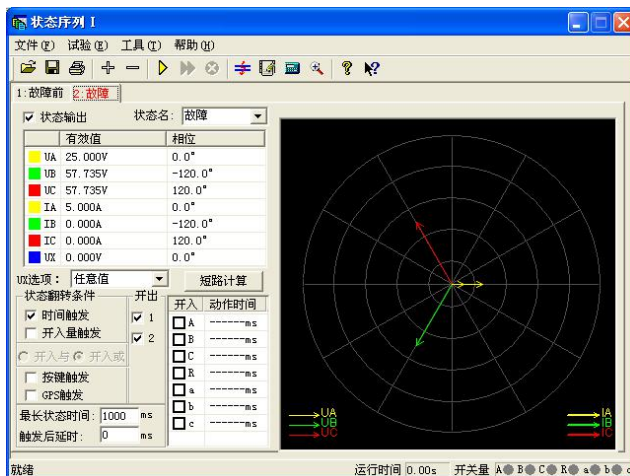 状态序列 I
文件(F) 试验(E) 工具(T) 帮助(H)
1:故障前 2:故障
状态输出 状态名: 故障
有效值 相位
UA 25.000V 0.0°
UB 57.735V -120.0°
UC 57.735V 120.0°
IA 5.000A 0.0°
IB 0.000A -120.0°
IC 0.000A 120.0°
UX 0.000V 0.0°
UX选项: 任意值 短路计算
状态翻转条件 开出 开入 动作时间
时间触发 1 A ------ms
开入量触发 2 B ------ms
开入与 开入或 C ------ms
R ------ms
按键触发 a ------ms
GPS触发 b ------ms
最长状态时间: 1000 ms c ------ms
触发后延时: 0 ms
UA
UB
UC
IA
IB
IC
就绪 运行时间 0.00s 开关量 A B C R a b c